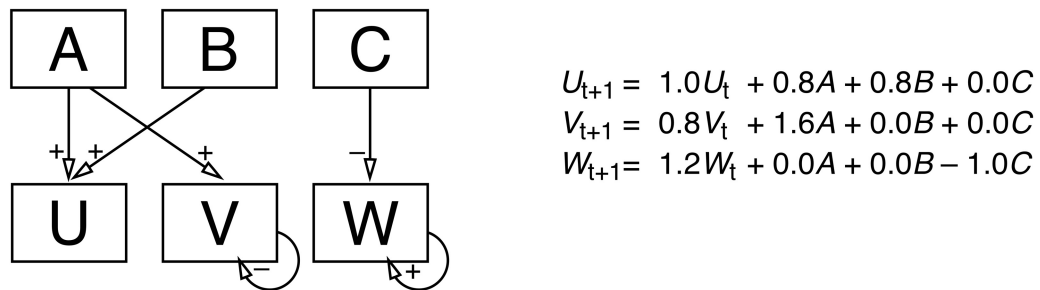 A B C
+ + + −
U V W
− +
U_{t+1} = 1.0U_t + 0.8A + 0.8B + 0.0C
V_{t+1} = 0.8V_t + 1.6A + 0.0B + 0.0C
W_{t+1} = 1.2W_t + 0.0A + 0.0B − 1.0C